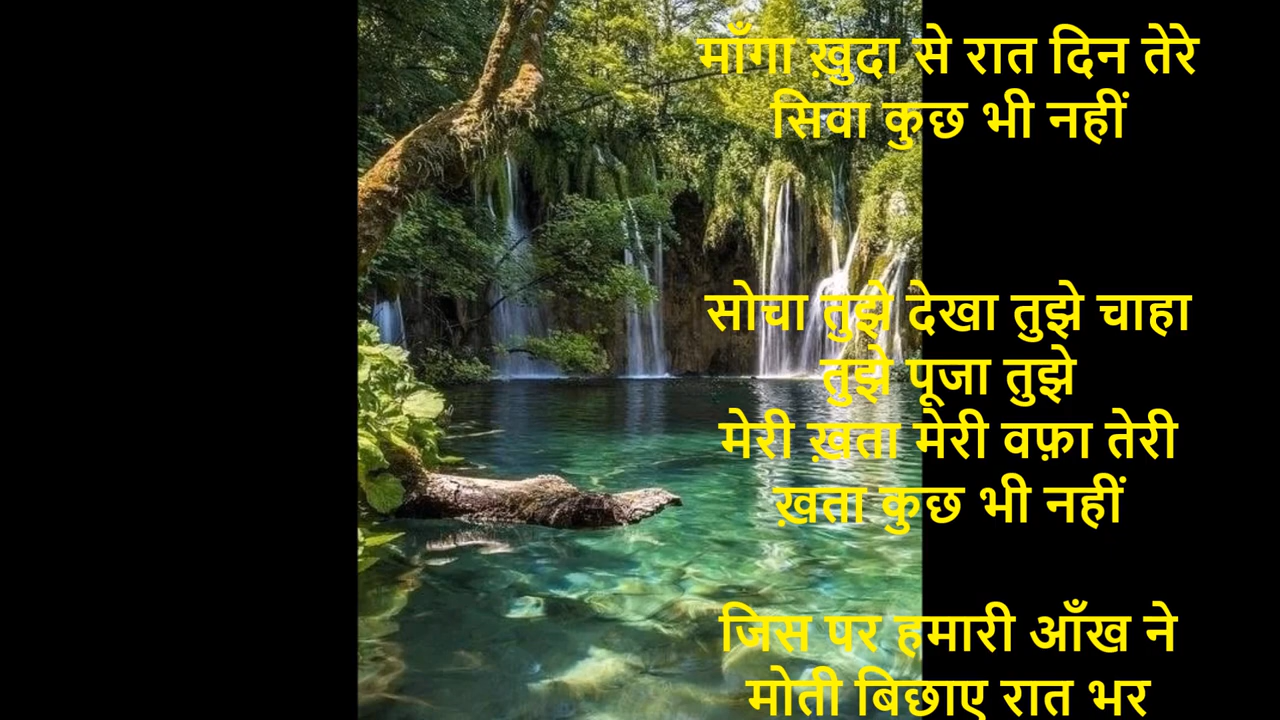 माँगा ख़ुदा से रात दिन तेरे
सिवा कुछ भी नहीं
सोचा तुझे देखा तुझे चाहा
तुझे पूजा तुझे
मेरी ख़ता मेरी वफ़ा तेरी
ख़ता कुछ भी नहीं
जिस पर हमारी आँख ने
मोती बिछाए रात भर